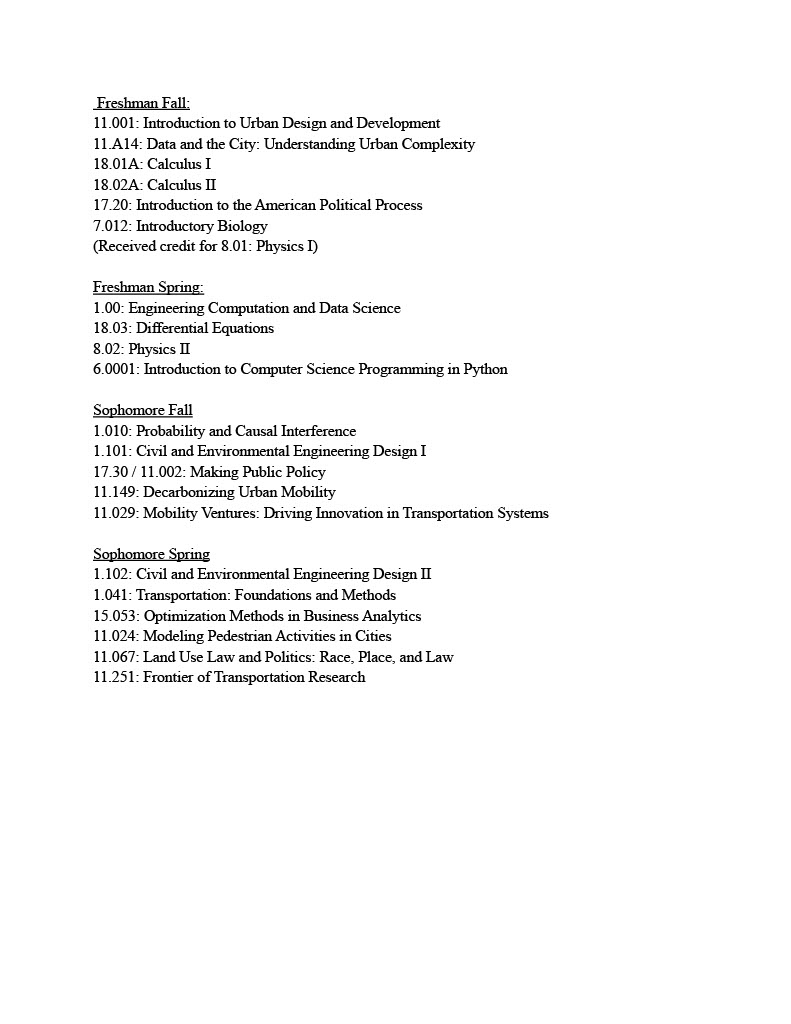 Freshman Fall:
11.001: Introduction to Urban Design and Development
11.A14: Data and the City: Understanding Urban Complexity
18.01A: Calculus I
18.02A: Calculus II
17.20: Introduction to the American Political Process
7.012: Introductory Biology
(Received credit for 8.01: Physics I)
Freshman Spring:
1.00: Engineering Computation and Data Science
18.03: Differential Equations
8.02: Physics II
6.0001: Introduction to Computer Science Programming in Python
Sophomore Fall
1.010: Probability and Causal Interference
1.101: Civil and Environmental Engineering Design I
17.30 / 11.002: Making Public Policy
11.149: Decarbonizing Urban Mobility
11.029: Mobility Ventures: Driving Innovation in Transportation Systems
Sophomore Spring
1.102: Civil and Environmental Engineering Design II
1.041: Transportation: Foundations and Methods
15.053: Optimization Methods in Business Analytics
11.024: Modeling Pedestrian Activities in Cities
11.067: Land Use Law and Politics: Race, Place, and Law
11.251: Frontier of Transportation Research